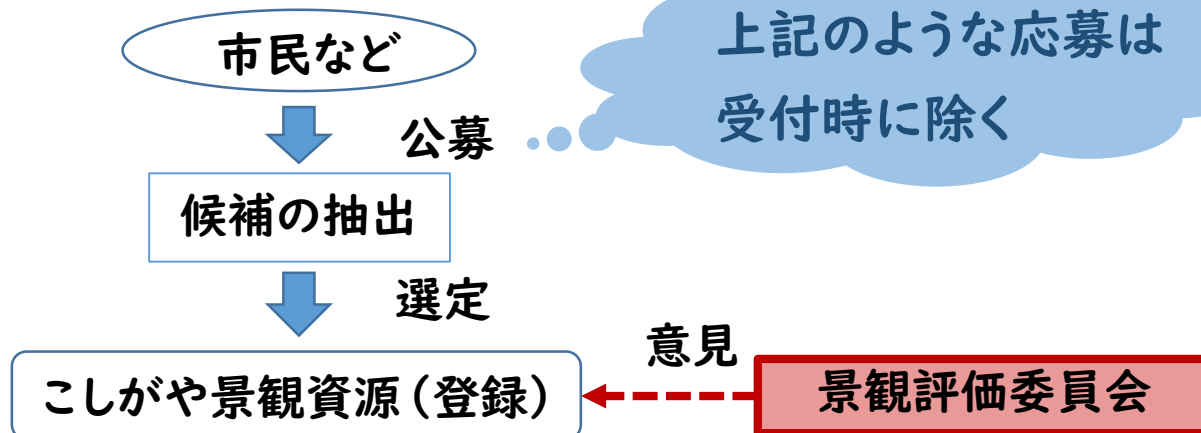 市民など
上記のような応募は
受付時に除く
公募
候補の抽出
選定
意見
こしがや景観資源（登録）
景観評価委員会